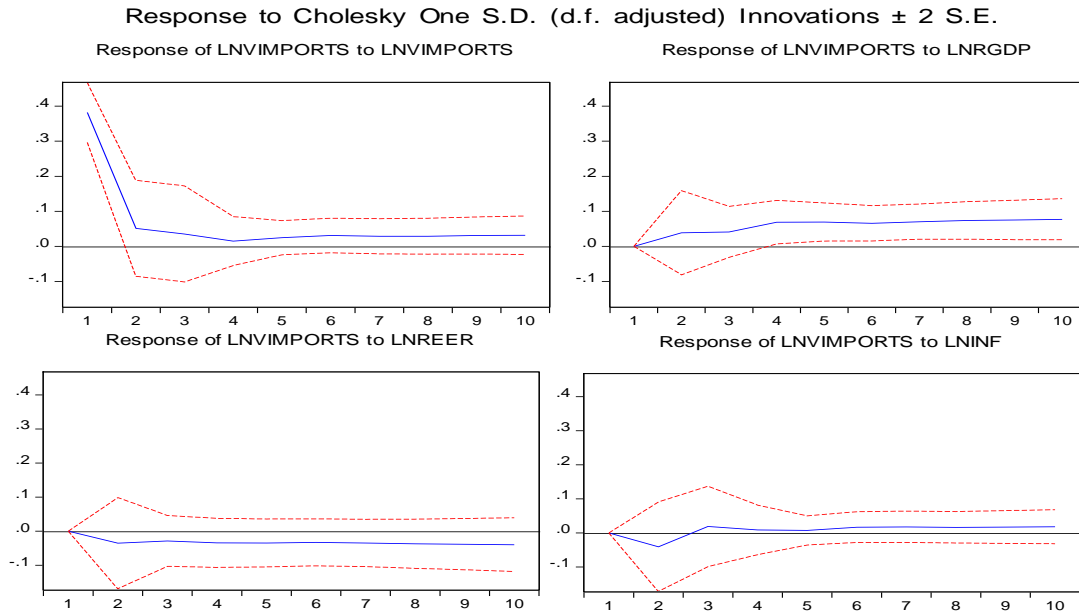 Response to Cholesky One S.D. (d.f. adjusted) Innovations ± 2 S.E.
Response of LNVIMPORTS to LNVIMPORTS
.4
.3
.2
.1
.0
-.1
1 2 3 4 5 6 7 8 9 10
Response of LNVIMPORTS to LNRGDP
.4
.3
.2
.1
.0
-.1
1 2 3 4 5 6 7 8 9 10
Response of LNVIMPORTS to LNREER
.4
.3
.2
.1
.0
-.1
1 2 3 4 5 6 7 8 9 10
Response of LNVIMPORTS to LNINF
.4
.3
.2
.1
.0
-.1
1 2 3 4 5 6 7 8 9 10